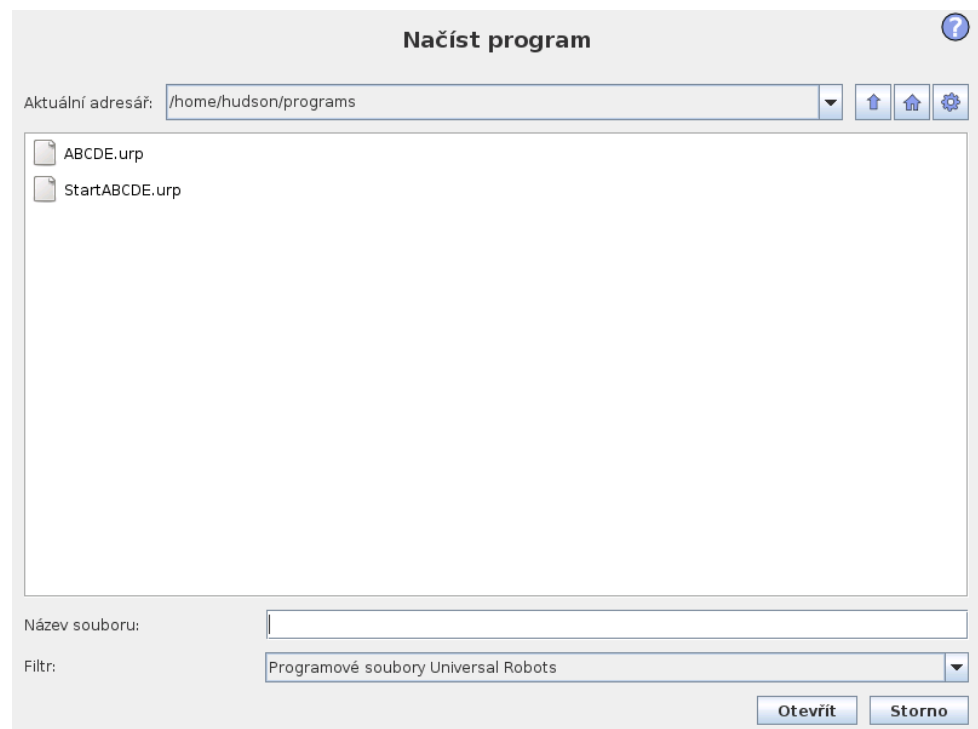 Načíst program
?
Aktuální adresář: /home/hudson/programs
ABCDE.urp
StartABCDE.urp
Název souboru:
Filtr: Programové soubory Universal Robots
Otevřít Storno